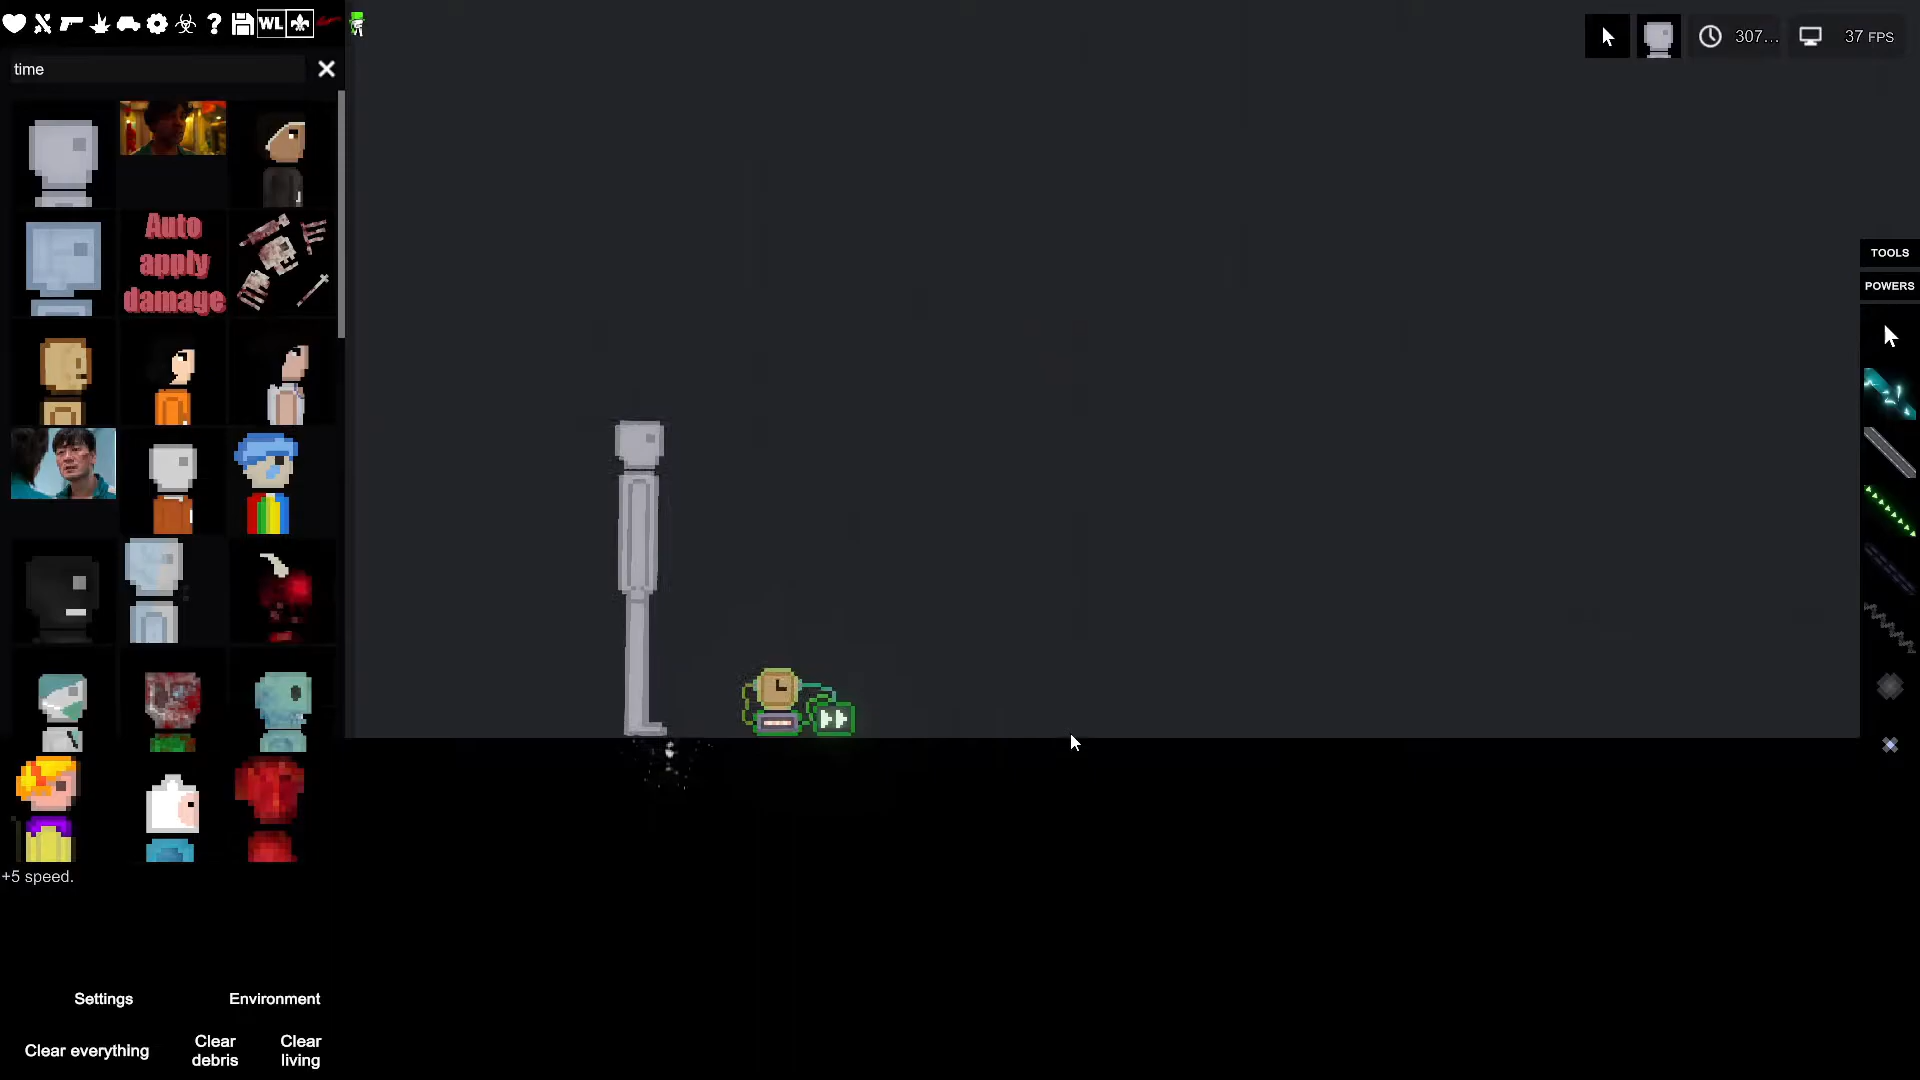 WL
time
307...
37 FPS
Auto
apply
damage
TOOLS
POWERS
+5 speed.
Settings
Environment
Clear everything
Clear
debris
Clear
living